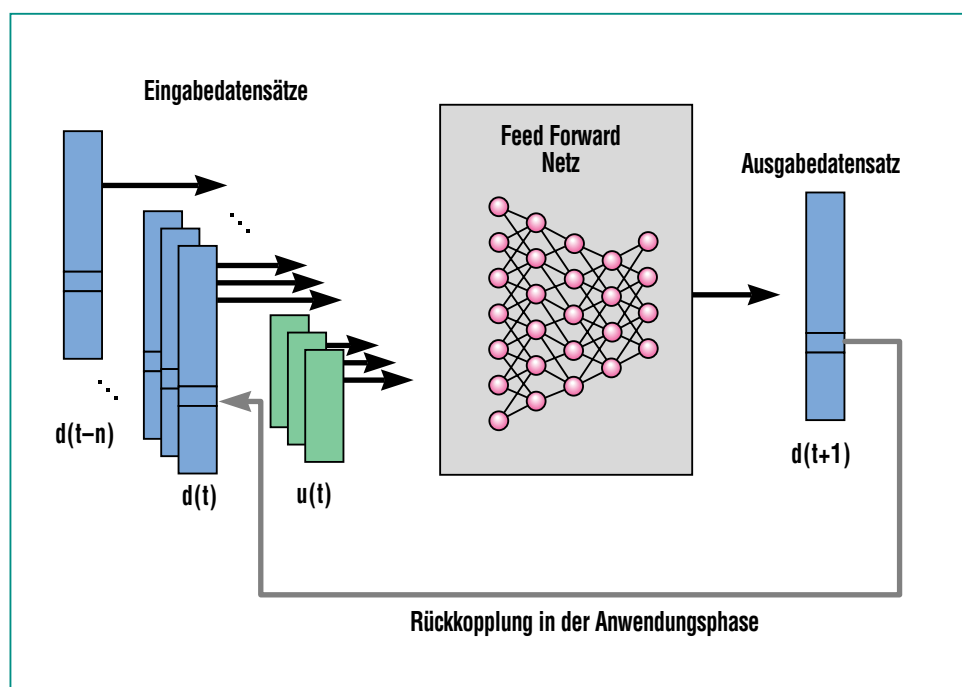 Eingabedatensätze
Feed Forward
Netz
Ausgabedatensatz
d(t–n)
d(t)
u(t)
d(t+1)
Rückkopplung in der Anwendungsphase